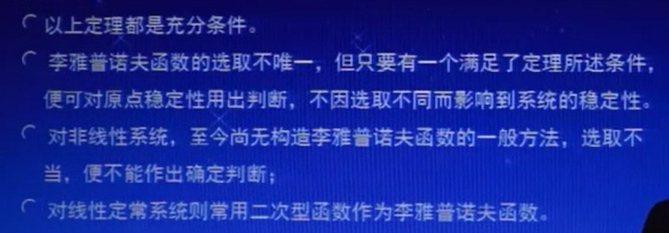 以上定理都是充分条件。
李雅普诺夫函数的选取不唯一，但只要有一个满足了定理所述条件，
便可对原点稳定性用出判断，不因选取不同而影响到系统的稳定性。
对非线性系统，至今尚无构造李雅普诺夫函数的一般方法，选取不
当，便不能作出确定判断；
对线性定常系统则常用二次型函数作为李雅普诺夫函数。